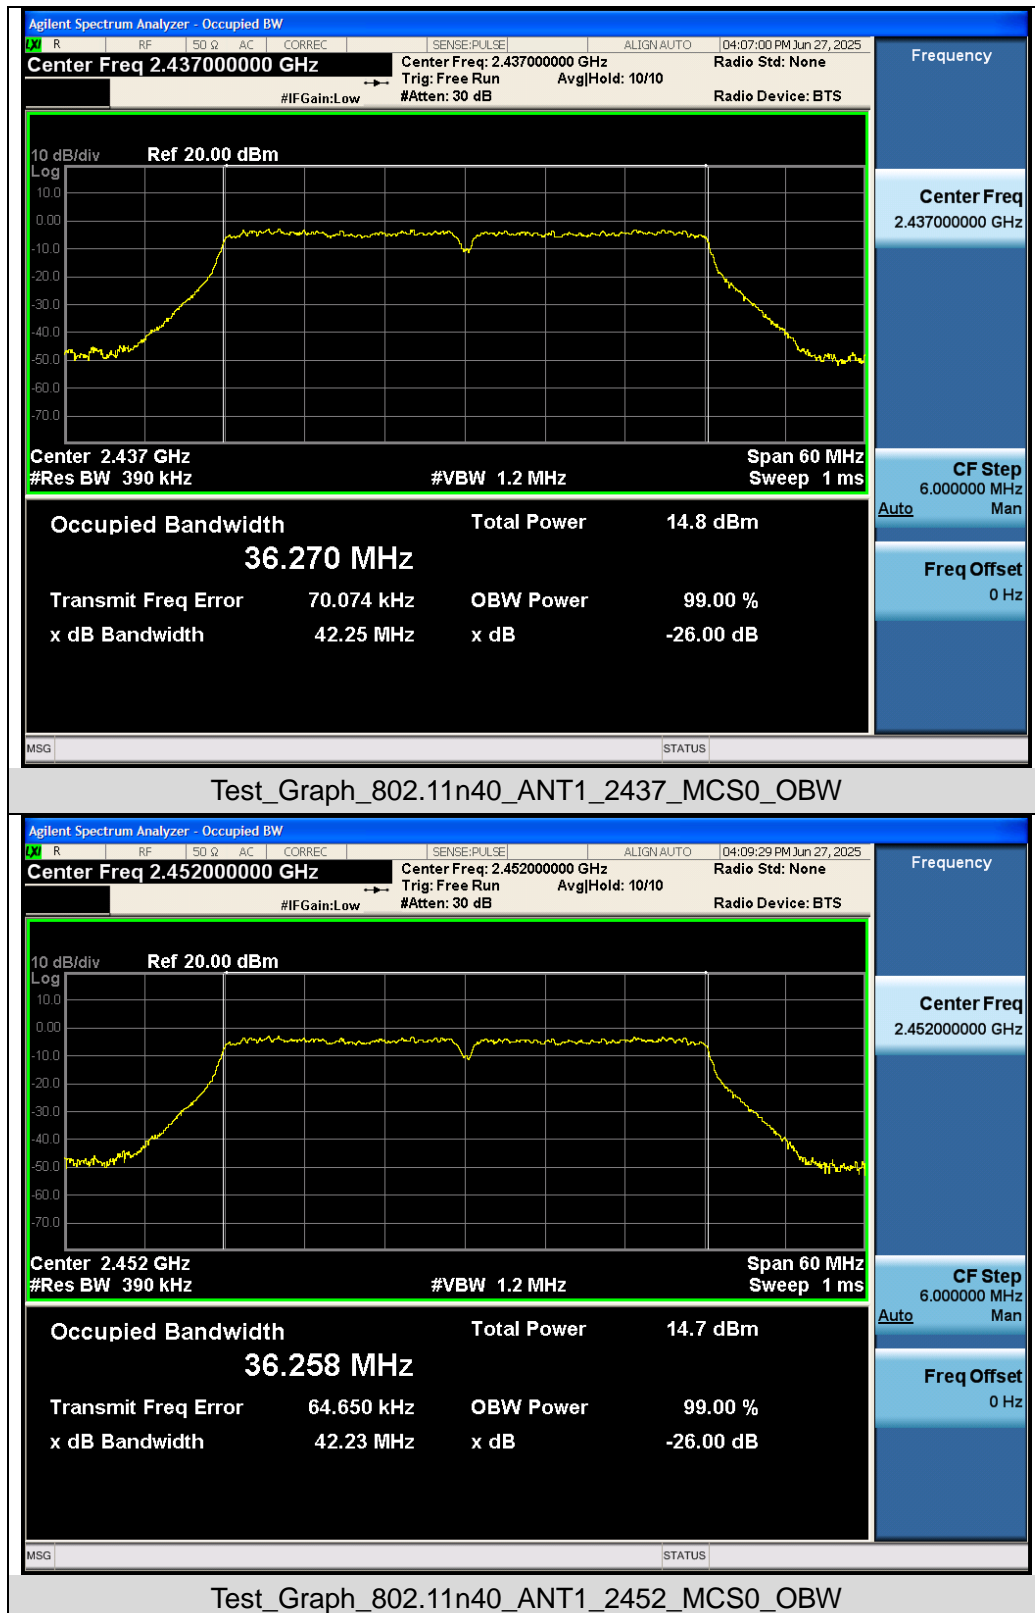 Agilent Spectrum Analyzer - Occupied BW
LXI R RF 50 Ω AC CORREC SENSE:PULSE ALIGN AUTO 04:07:00 PM Jun 27, 2025
Center Freq 2.437000000 GHz Center Freq: 2.437000000 GHz Radio Std: None Frequency
Trig: Free Run Avg|Hold: 10/10
#IFGain:Low #Atten: 30 dB Radio Device: BTS
10 dB/div Ref 20.00 dBm
Log
10.0
0.00
-10.0
-20.0
-30.0
-40.0
-50.0
-60.0
-70.0
Center Freq
2.437000000 GHz
Center 2.437 GHz Span 60 MHz
#Res BW 390 kHz #VBW 1.2 MHz Sweep 1 ms
CF Step
6.000000 MHz
Auto Man
Occupied Bandwidth Total Power 14.8 dBm
36.270 MHz
Freq Offset
0 Hz
Transmit Freq Error 70.074 kHz OBW Power 99.00 %
x dB Bandwidth 42.25 MHz x dB -26.00 dB
MSG STATUS
Test_Graph_802.11n40_ANT1_2437_MCS0_OBW
Agilent Spectrum Analyzer - Occupied BW
LXI R RF 50 Ω AC CORREC SENSE:PULSE ALIGN AUTO 04:09:29 PM Jun 27, 2025
Center Freq 2.452000000 GHz Center Freq: 2.452000000 GHz Radio Std: None Frequency
Trig: Free Run Avg|Hold: 10/10
#IFGain:Low #Atten: 30 dB Radio Device: BTS
10 dB/div Ref 20.00 dBm
Log
10.0
0.00
-10.0
-20.0
-30.0
-40.0
-50.0
-60.0
-70.0
Center Freq
2.452000000 GHz
Center 2.452 GHz Span 60 MHz
#Res BW 390 kHz #VBW 1.2 MHz Sweep 1 ms
CF Step
6.000000 MHz
Auto Man
Occupied Bandwidth Total Power 14.7 dBm
36.258 MHz
Freq Offset
0 Hz
Transmit Freq Error 64.650 kHz OBW Power 99.00 %
x dB Bandwidth 42.23 MHz x dB -26.00 dB
MSG STATUS
Test_Graph_802.11n40_ANT1_2452_MCS0_OBW